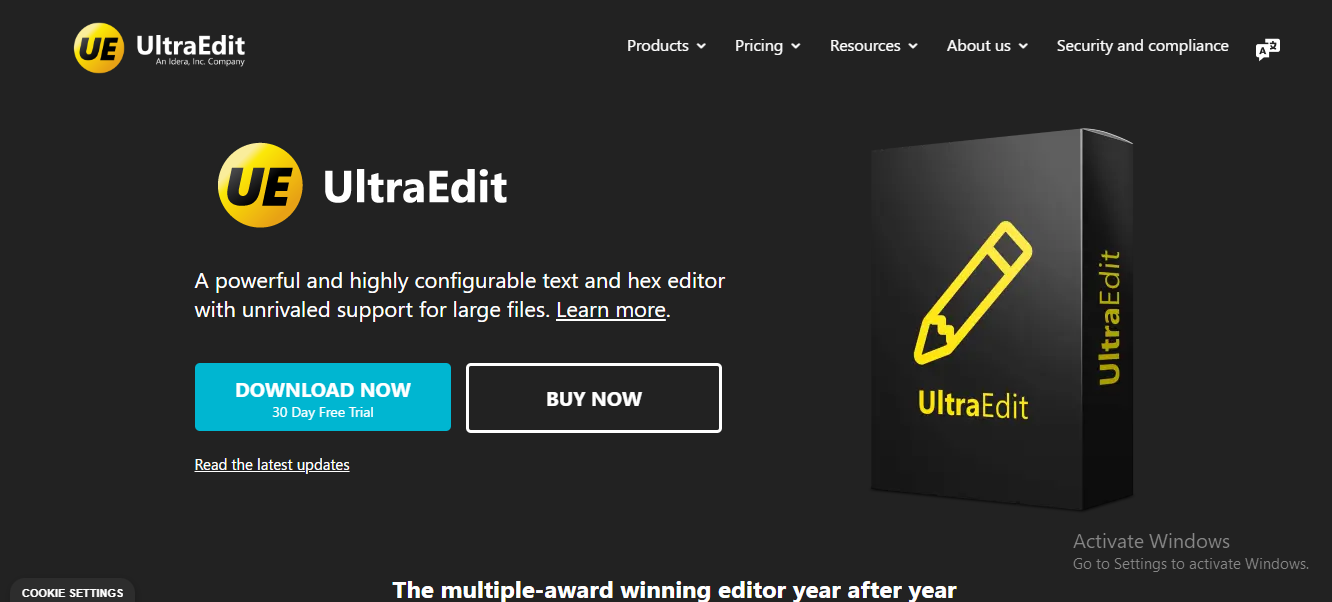 UE UltraEdit
An Idera, Inc. Company
Products Pricing Resources About us Security and compliance
A
UE UltraEdit
A powerful and highly configurable text and hex editor
with unrivaled support for large files. Learn more.
DOWNLOAD NOW
30 Day Free Trial
BUY NOW
Read the latest updates
UltraEdit
UltraEdit
Activate Windows
Go to Settings to activate Windows.
COOKIE SETTINGS
The multiple-award winning editor year after year